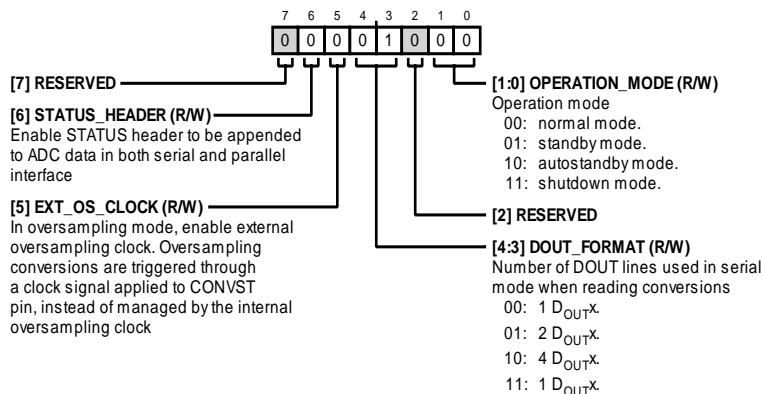 7 6 5 4 3 2 1 0
0 0 0 0 1 0 0 0
[7] RESERVED
[6] STATUS_HEADER (R/W)
Enable STATUS header to be appended
to ADC data in both serial and parallel
interface
[5] EXT_OS_CLOCK (R/W)
In oversampling mode, enable external
oversampling clock. Oversampling
conversions are triggered through
a clock signal applied to CONVST
pin, instead of managed by the internal
oversampling clock
[1:0] OPERATION_MODE (R/W)
Operation mode
00: normal mode.
01: standby mode.
10: autostandby mode.
11: shutdown mode.
[2] RESERVED
[4:3] DOUT_FORMAT (R/W)
Number of DOUT lines used in serial
mode when reading conversions
00: 1 DOUTx.
01: 2 DOUTx.
10: 4 DOUTx.
11: 1 DOUTx.